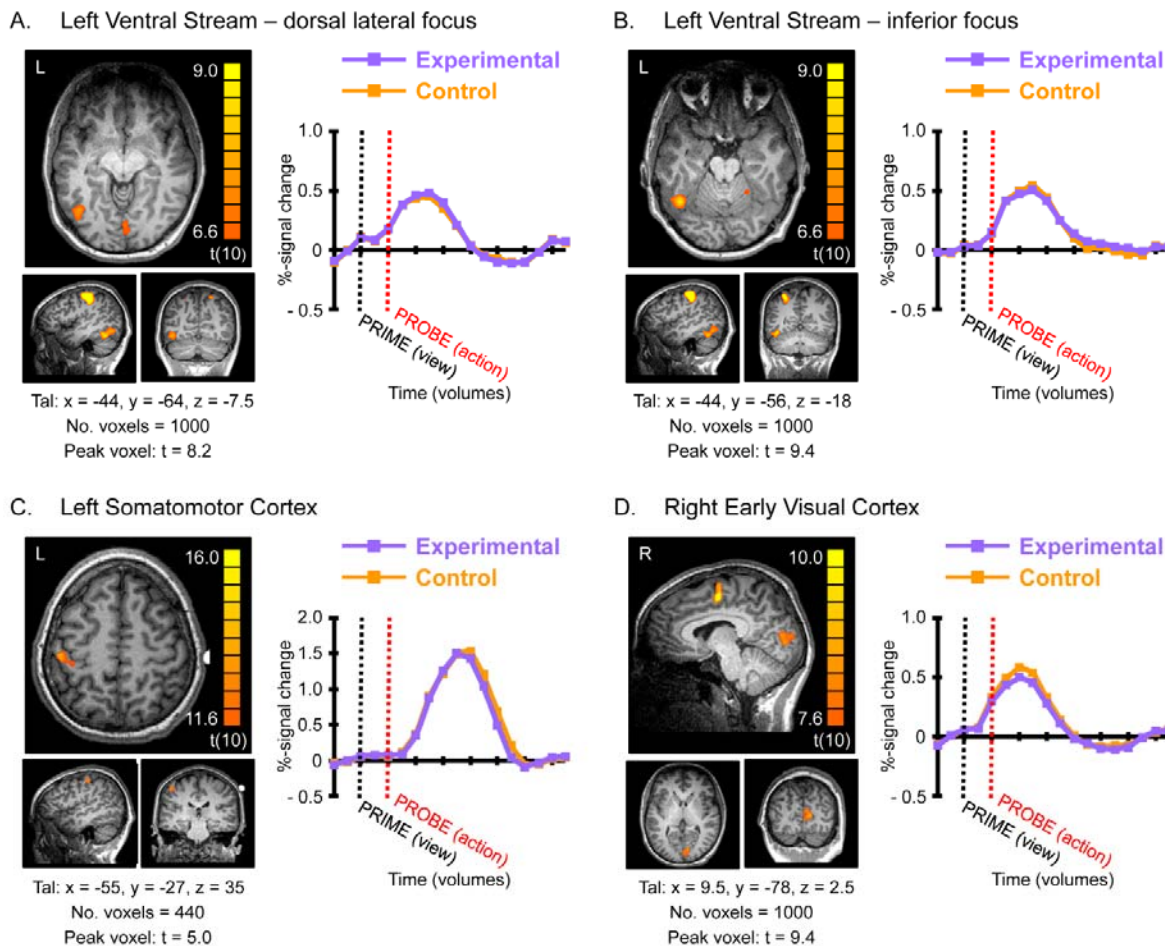 A. Left Ventral Stream – dorsal lateral focus
L
9.0
6.6
t(10)
Experimental
Control
1.0
0.5
0
- 0.5
%-signal change
PROBE (action)
PRIME (view)
Time (volumes)
Tal: x = -44, y = -64, z = -7.5
No. voxels = 1000
Peak voxel: t = 8.2
B. Left Ventral Stream – inferior focus
L
9.0
6.6
t(10)
Experimental
Control
1.0
0.5
0
- 0.5
%-signal change
PROBE (action)
PRIME (view)
Time (volumes)
Tal: x = -44, y = -56, z = -18
No. voxels = 1000
Peak voxel: t = 9.4
C. Left Somatomotor Cortex
L
16.0
11.6
t(10)
Experimental
Control
2.0
1.5
1.0
0.5
0
- 0.5
%-signal change
PROBE (action)
PRIME (view)
Time (volumes)
Tal: x = -55, y = -27, z = 35
No. voxels = 440
Peak voxel: t = 5.0
D. Right Early Visual Cortex
R
10.0
7.6
t(10)
Experimental
Control
1.0
0.5
0
- 0.5
%-signal change
PROBE (action)
PRIME (view)
Time (volumes)
Tal: x = 9.5, y = -78, z = 2.5
No. voxels = 1000
Peak voxel: t = 9.4